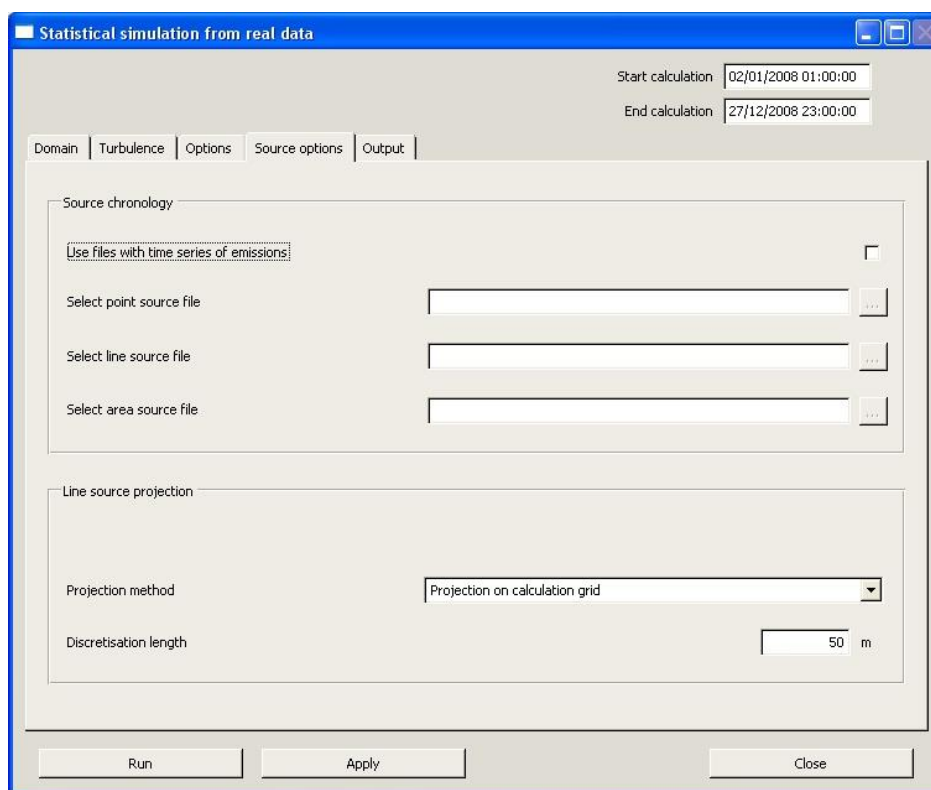 Statistical simulation from real data
Start calculation 02/01/2008 01:00:00
End calculation 27/12/2008 23:00:00
Domain Turbulence Options Source options Output
Source chronology
Use files with time series of emissions
Select point source file ...
Select line source file ...
Select area source file ...
Line source projection
Projection method Projection on calculation grid
Discretisation length 50 m
Run Apply Close